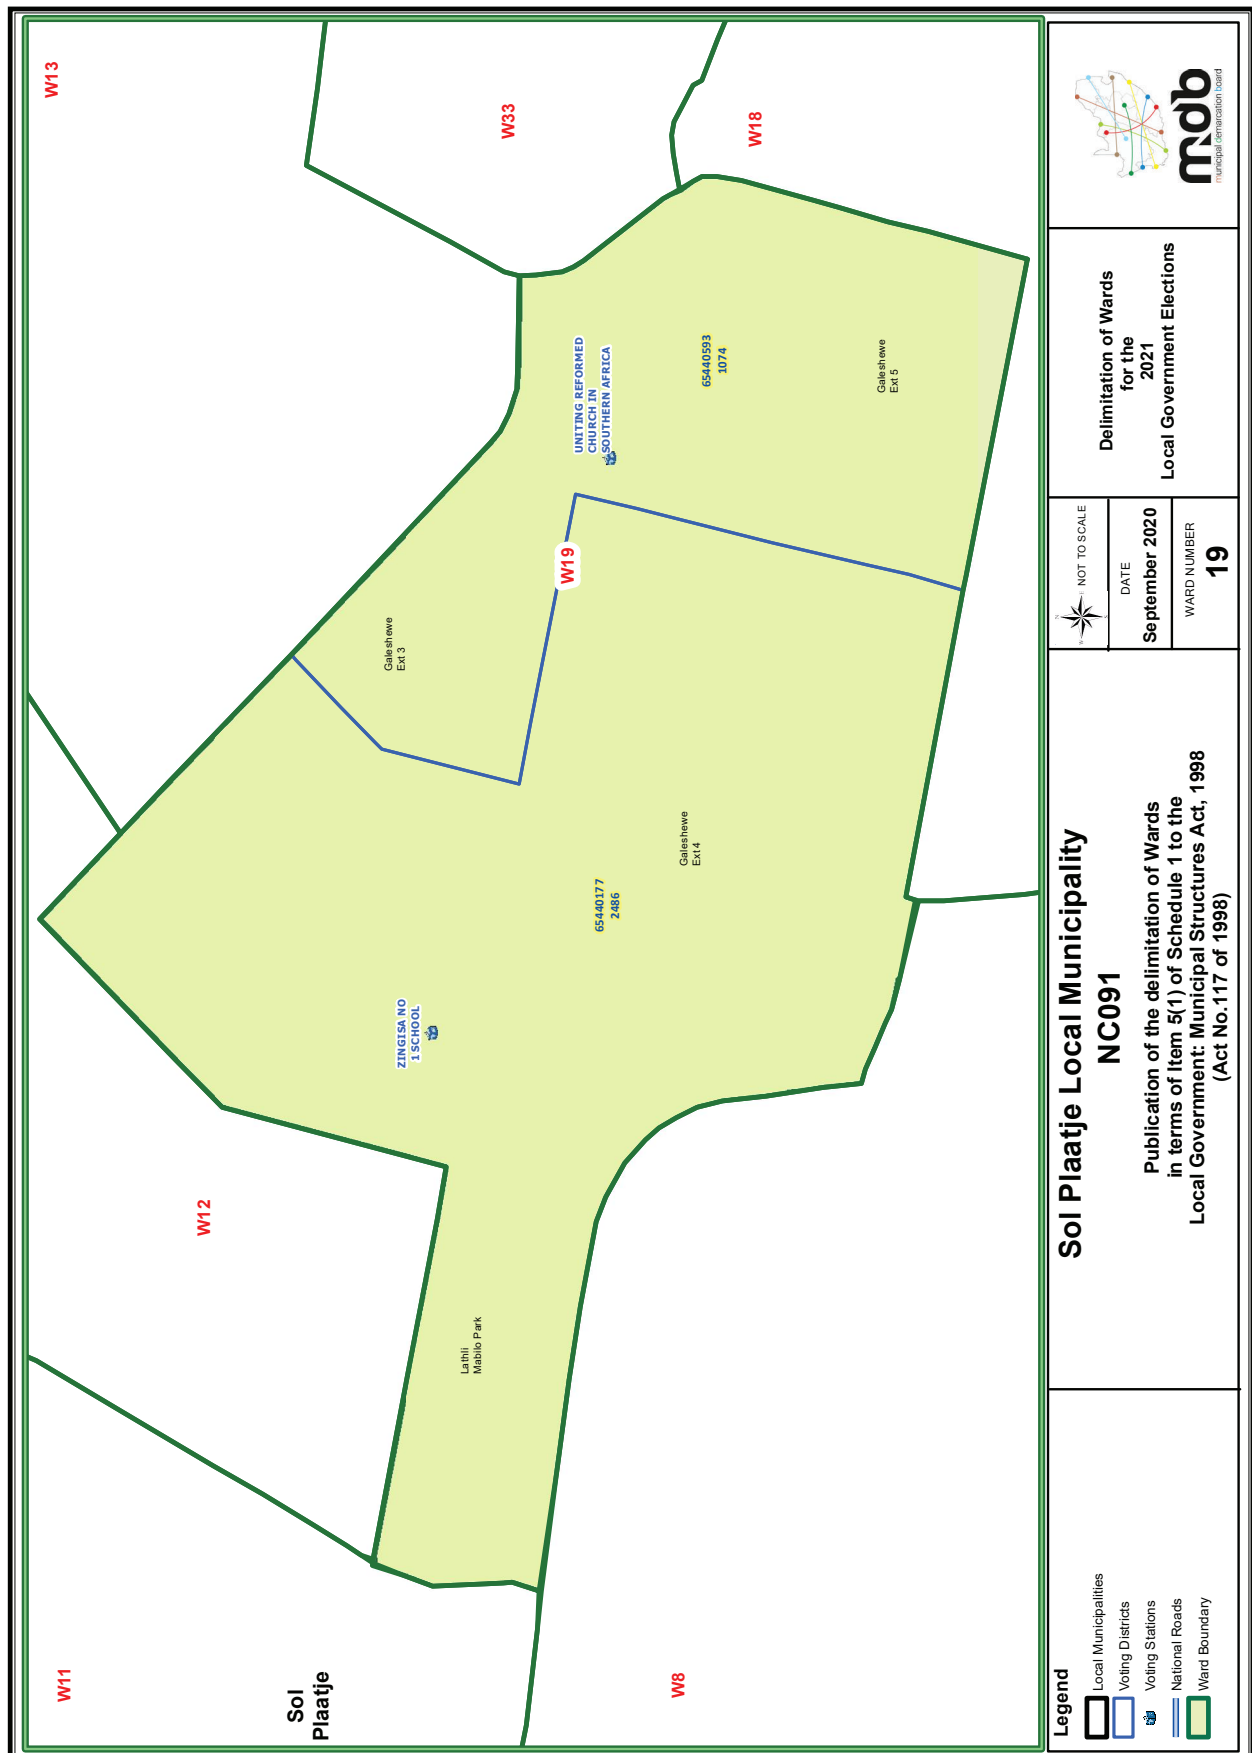 W11
W12
W13
W33
W18
W8
W19
Sol
Plaatje
Lathli
Mabilo Park
ZINGISA NO
1 SCHOOL
65440177
2486
Galeshewe
Ext 4
Galeshewe
Ext 3
UNITING REFORMED
CHURCH IN
SOUTHERN AFRICA
65440593
1074
Galeshewe
Ext 5
Legend
Local Municipalities
Voting Districts
Voting Stations
National Roads
Ward Boundary
Sol Plaatje Local Municipality
NC091
Publication of the delimitation of Wards
in terms of Item 5(1) of Schedule 1 to the
Local Government: Municipal Structures Act, 1998
(Act No.117 of 1998)
N
W
E
S
NOT TO SCALE
DATE
September 2020
WARD NUMBER
19
Delimitation of Wards
for the
2021
Local Government Elections
mdb
municipal demarcation board